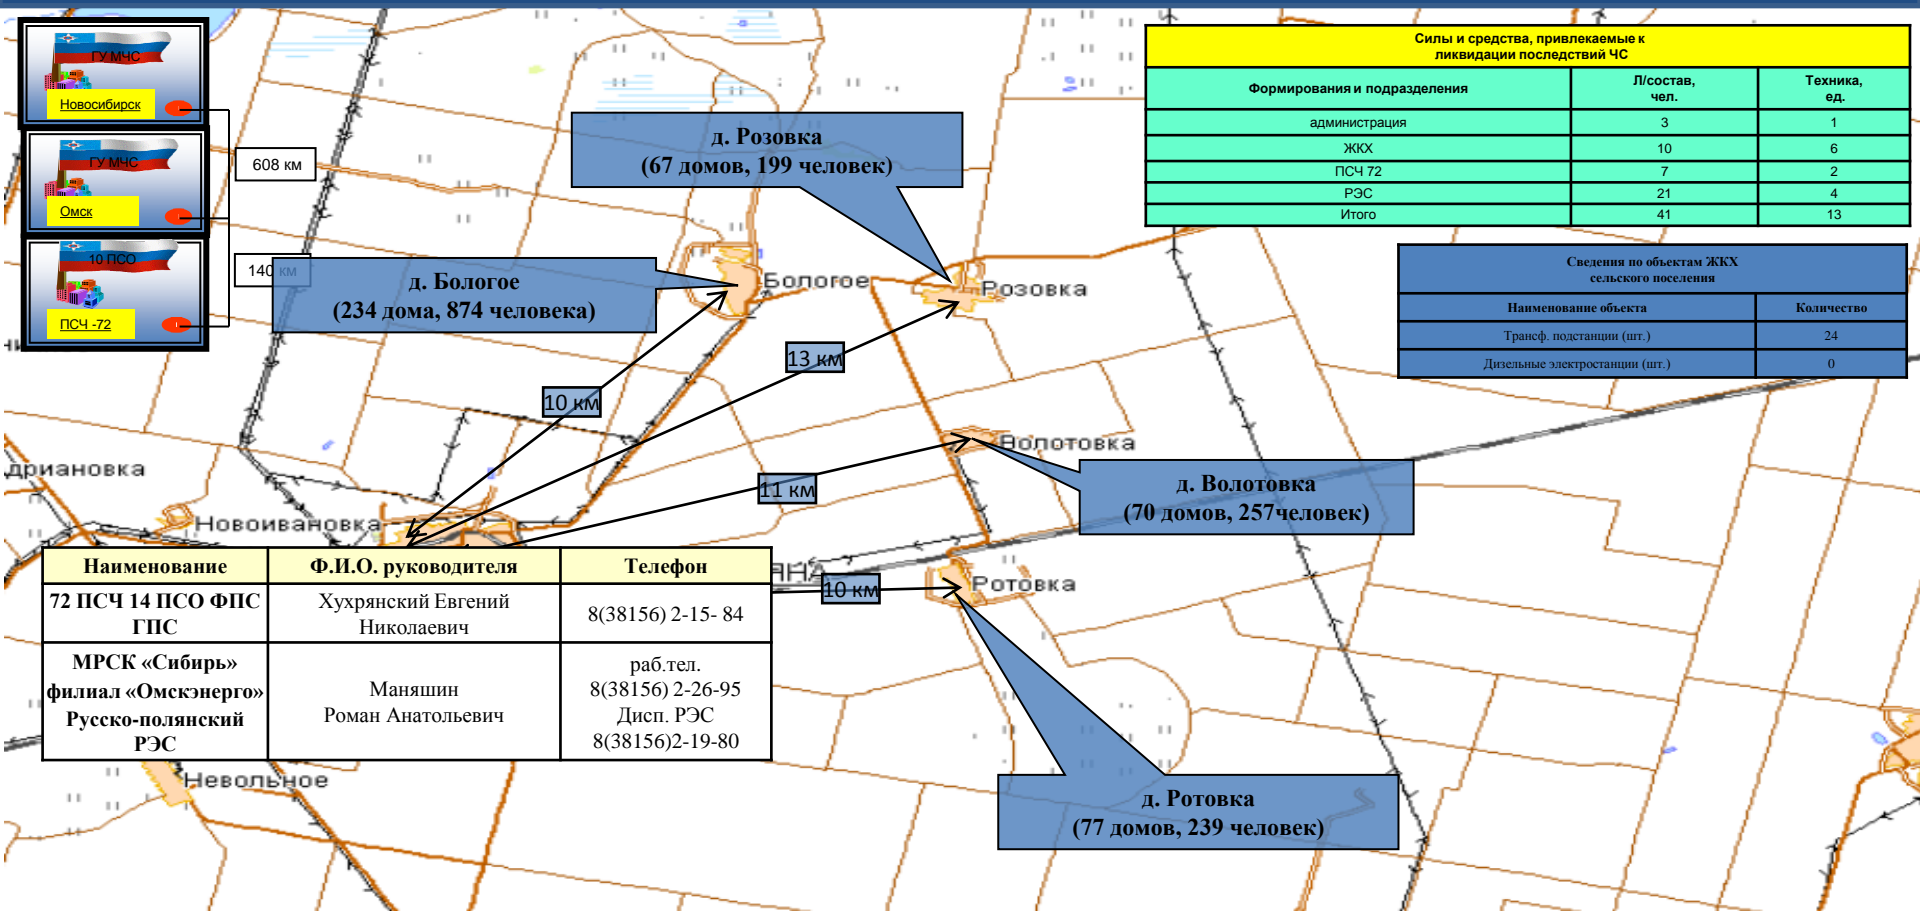 ГУ МЧС
Новосибирск
ГУ МЧС
Омск
10 ПСО
ПСЧ -72
608 км
140 км
Силы и средства, привлекаемые к
ликвидации последствий ЧС
Формирования и подразделения
Л/состав,
чел.
Техника,
ед.
администрация 3 1
ЖКХ 10 6
ПСЧ 72 7 2
РЭС 21 4
Итого 41 13
Сведения по объектам ЖКХ
сельского поселения
Наименование объекта Количество
Трансф. подстанции (шт.) 24
Дизельные электростанции (шт.) 0
д. Розовка
(67 домов, 199 человек)
д. Бологое
(234 дома, 874 человека)
Бологое
Розовка
13 км
10 км
Волотовка
11 км
д. Волотовка
(70 домов, 257человек)
дриановка
Новоивановка
ЯНА
10 км
Ротовка
Наименование Ф.И.О. руководителя Телефон
72 ПСЧ 14 ПСО ФПС
ГПС
Хухрянский Евгений
Николаевич
8(38156) 2-15- 84
МРСК «Сибирь»
филиал «Омскэнерго»
Русско-полянский
РЭС
Маняшин
Роман Анатольевич
раб.тел.
8(38156) 2-26-95
Дисп. РЭС
8(38156)2-19-80
Невольное
д. Ротовка
(77 домов, 239 человек)